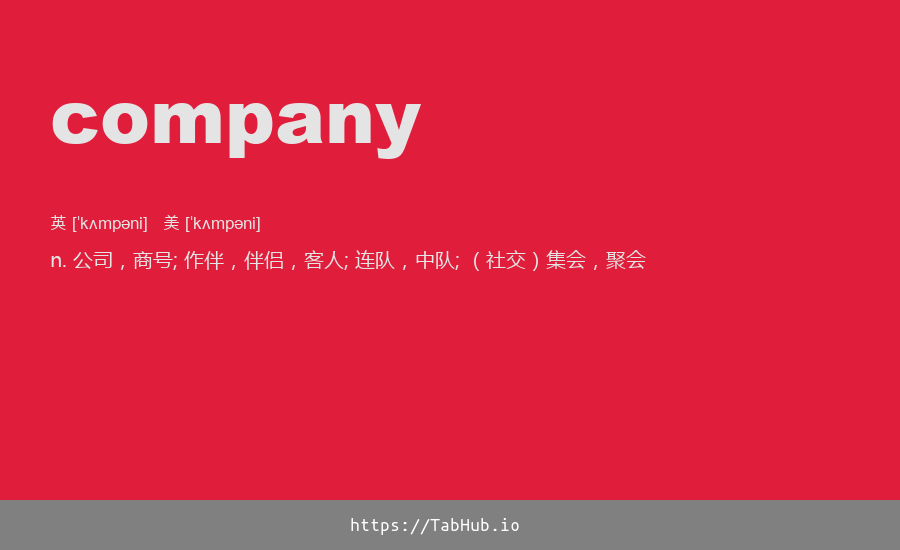 company
英 [ˈkʌmpəni] 美 [ˈkʌmpəni]
n. 公司，商号; 作伴，伴侣，客人; 连队，中队; （社交）集会，聚会
https://TabHub.io